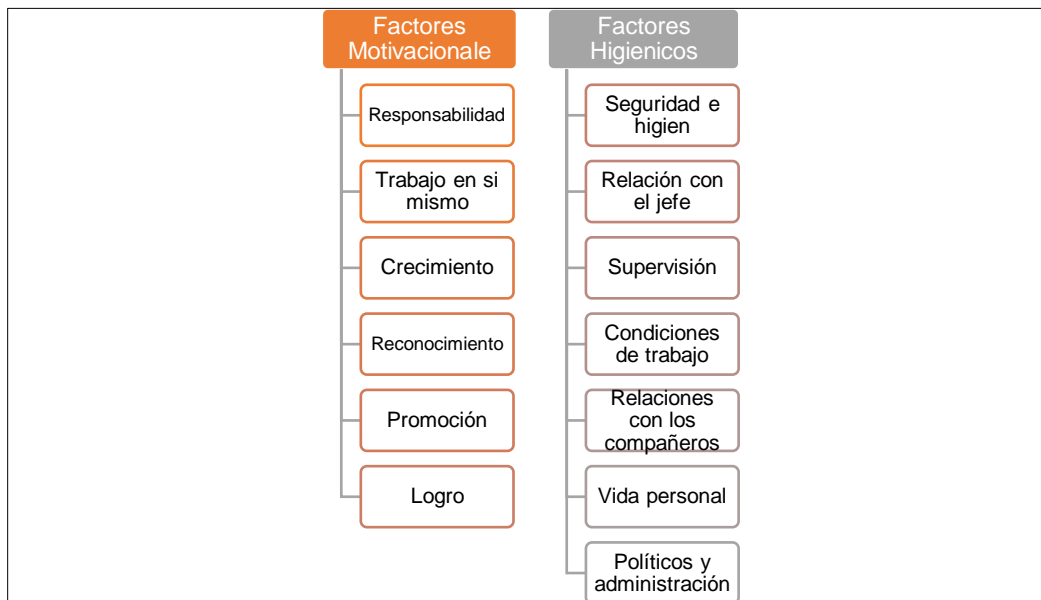 Factores
Motivacionale
Responsabilidad
Trabajo en si
mismo
Crecimiento
Reconocimiento
Promoción
Logro
Factores
Higienicos
Seguridad e
higien
Relación con
el jefe
Supervisión
Condiciones
de trabajo
Relaciones
con los
compañeros
Vida personal
Políticos y
administración